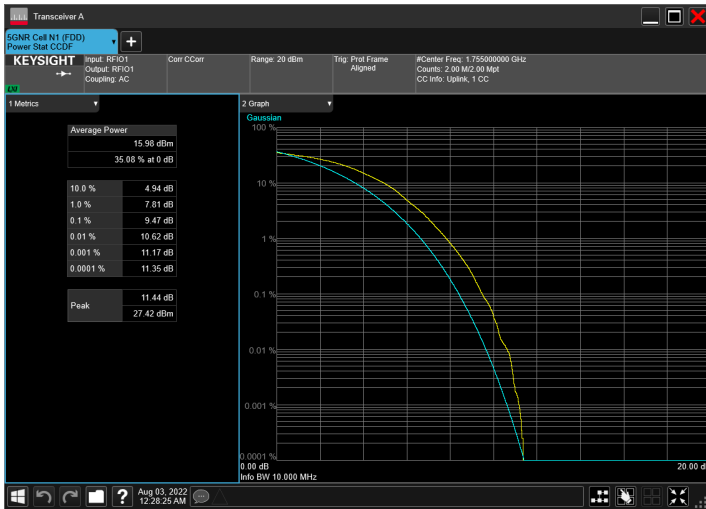 Transceiver A
5GNR Cell N1 (FDD)
Power Stat CCDF
+
KEYSIGHT
Input: RFIO1
Output: RFIO1
Coupling: AC
Corr CCorr
Range: 20 dBm
Trig: Prot Frame
Aligned
#Center Freq: 1.755000000 GHz
Counts: 2.00 M/2.00 Mpt
CC Info: Uplink, 1 CC
LXI
1 Metrics
Average Power
15.98 dBm
35.08 % at 0 dB
10.0 % 4.94 dB
1.0 % 7.81 dB
0.1 % 9.47 dB
0.01 % 10.62 dB
0.001 % 11.17 dB
0.0001 % 11.35 dB
Peak
11.44 dB
27.42 dBm
2 Graph
Gaussian
100 %
10 %
1 %
0.1 %
0.01 %
0.001 %
0.0001 %
0.00 dB
20.00 d
Info BW 10.000 MHz
?
Aug 03, 2022
12:28:25 AM